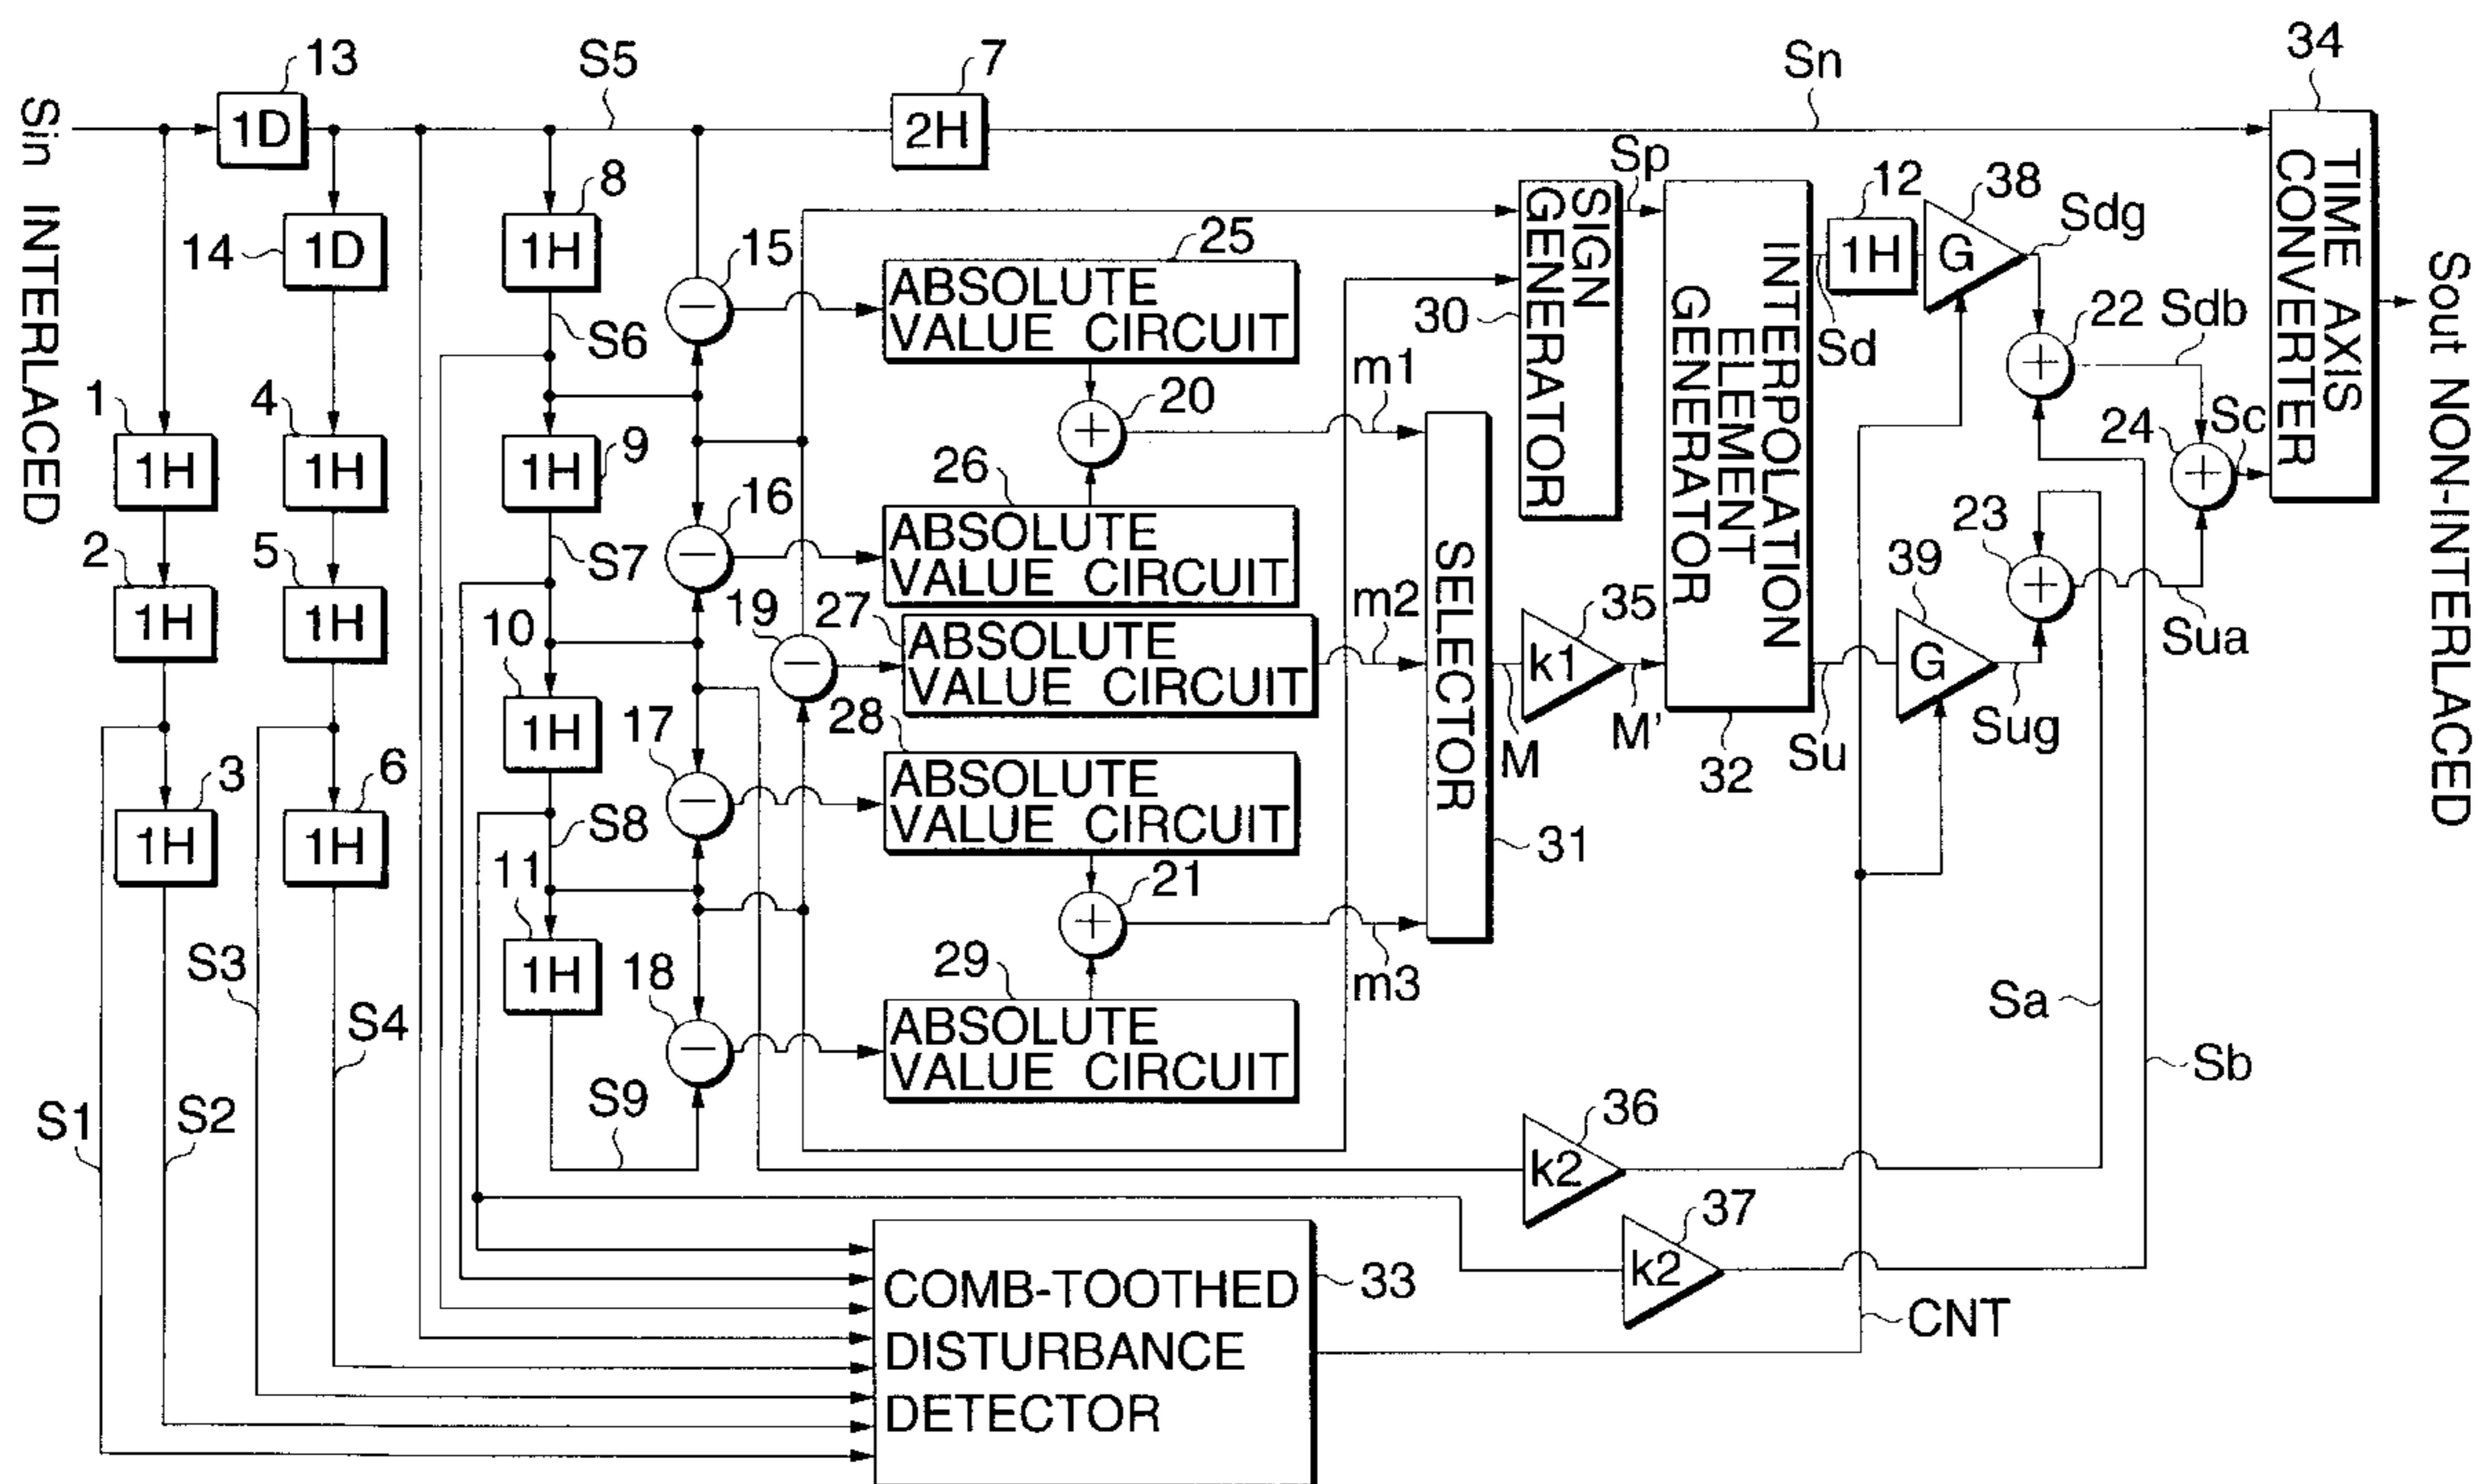 Sin INTERLACED
13
1D
S5
7
2H
Sn
34
TIME AXIS
CONVERTER
Sout NON-INTERLACED
14
1D
8
1H
S6
15
−
25
ABSOLUTE
VALUE CIRCUIT
30
SIGN
GENERATOR
Sp
INTERPOLATION
ELEMENT
GENERATOR
32
12
1H
Sd
38
G
Sdg
22
+
Sdb
24
+
Sc
1
1H
4
1H
9
1H
S7
20
+
m1
16
−
26
ABSOLUTE
VALUE CIRCUIT
SELECTOR
31
23
+
Sua
2
1H
5
1H
10
1H
S8
19
−
27
ABSOLUTE
VALUE CIRCUIT
m2
M
35
k1
M'
Su
39
G
Sug
3
1H
6
1H
17
−
28
ABSOLUTE
VALUE CIRCUIT
21
+
m3
11
1H
S9
18
−
29
ABSOLUTE
VALUE CIRCUIT
S1
S2
S3
S4
Sa
Sb
36
k2
37
k2
COMB-TOOTHED
DISTURBANCE
DETECTOR
33
CNT